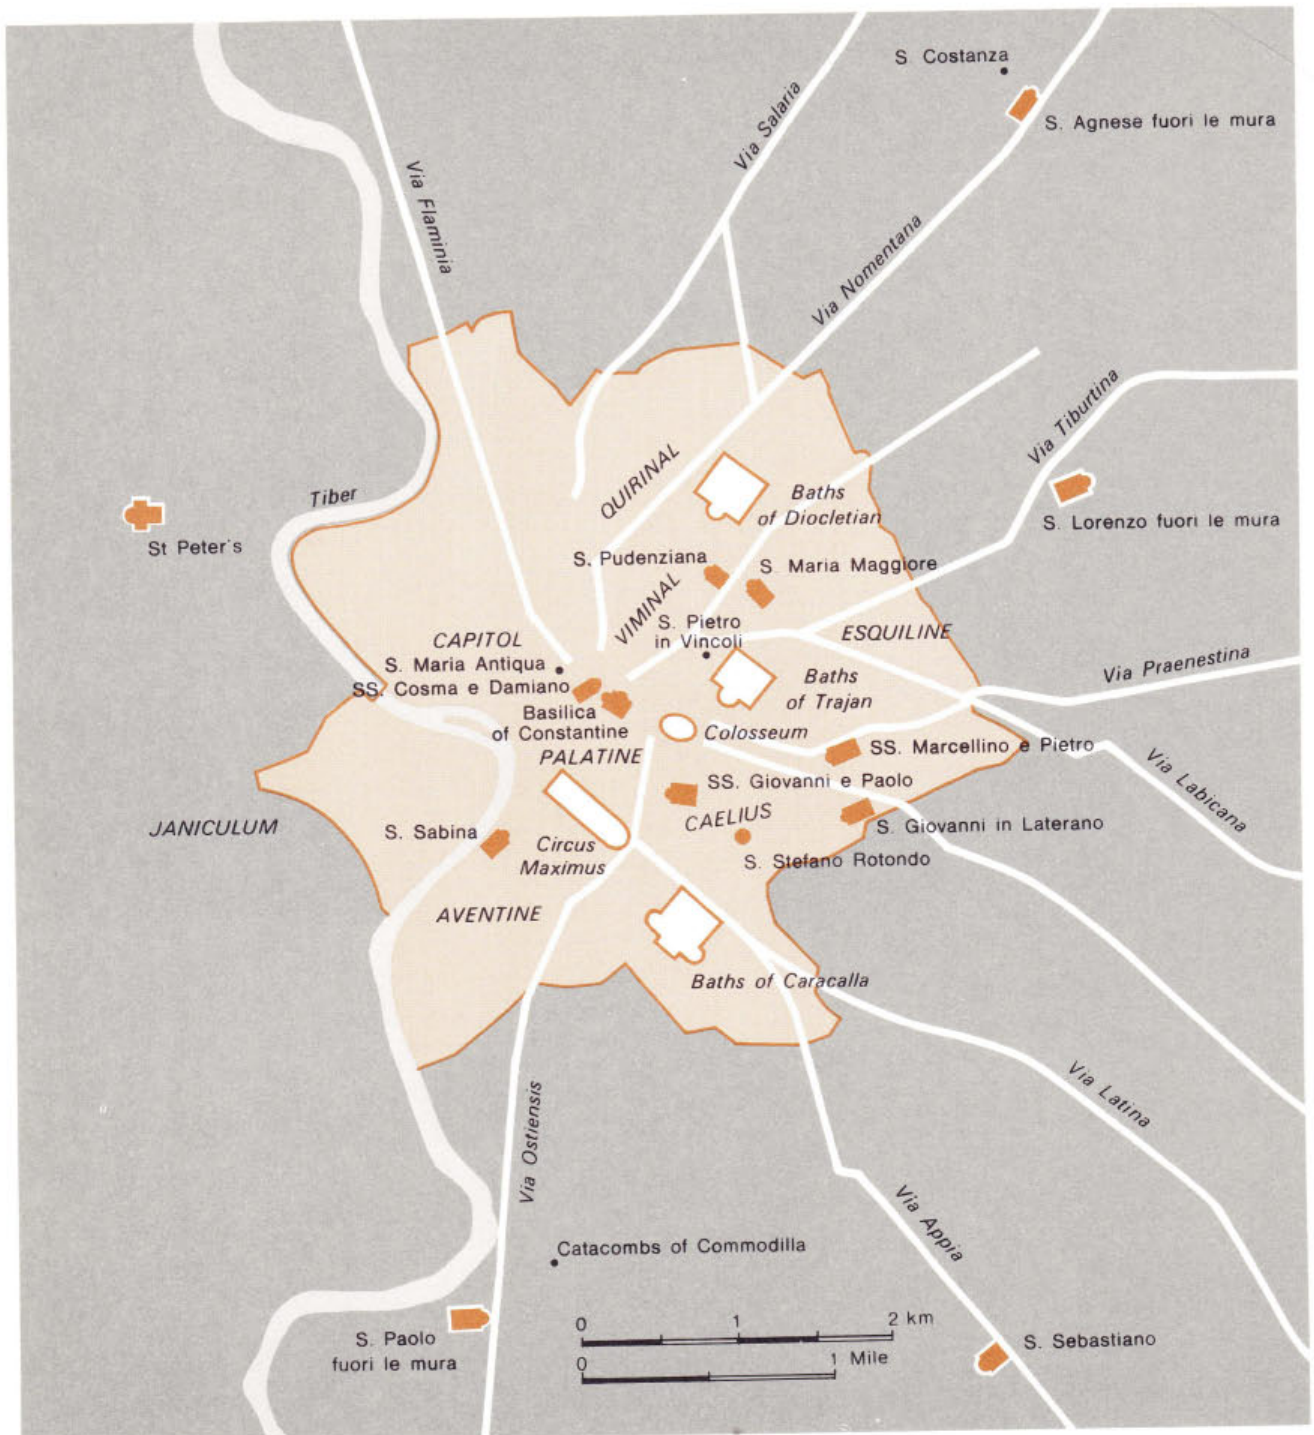 S. Costanza
S. Agnese fuori le mura
Via Salaria
Via Flaminia
Via Nomentana
Via Tiburtina
QUIRINAL
Tiber
Baths
of Diocletian
St Peter's
S. Lorenzo fuori le mura
S. Pudenziana
S. Maria Maggiore
VIMINAL
S. Pietro
in Vincoli
CAPITOL
ESQUILINE
S. Maria Antiqua
Via Praenestina
SS. Cosma e Damiano
Baths
of Trajan
Basilica
of Constantine
Colosseum
PALATINE
SS. Marcellino e Pietro
Via Labicana
SS. Giovanni e Paolo
JANICULUM
S. Sabina
CAELIUS
S. Giovanni in Laterano
Circus
Maximus
S. Stefano Rotondo
AVENTINE
Baths of Caracalla
Via Ostiensis
Via Latina
Via Appia
Catacombs of Commodilla
S. Paolo
fuori le mura
0 1 2 km
0 1 Mile
S. Sebastiano